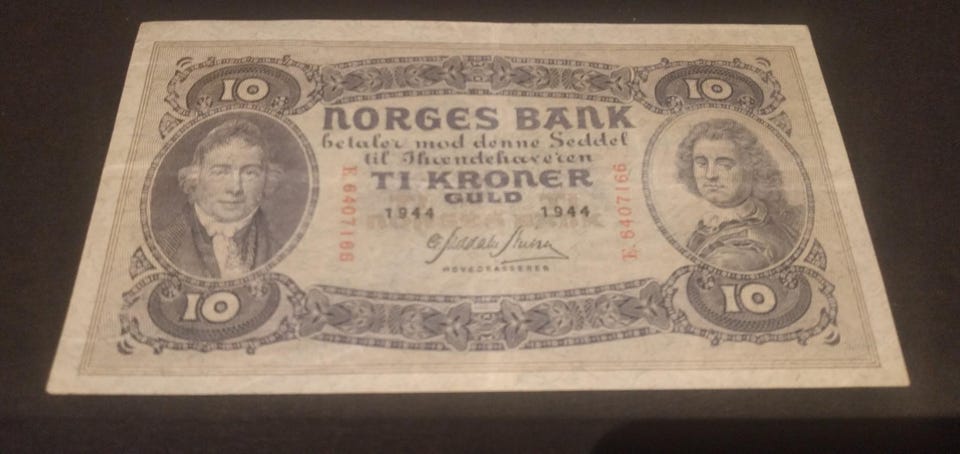 10 10
NORGES BANK
betaler mod denne Seddel
til Ihændehaveren
TI KRONER
GULD
1944 1944
E.6407166
E.6407166
HOVEDKASSERER
10 10